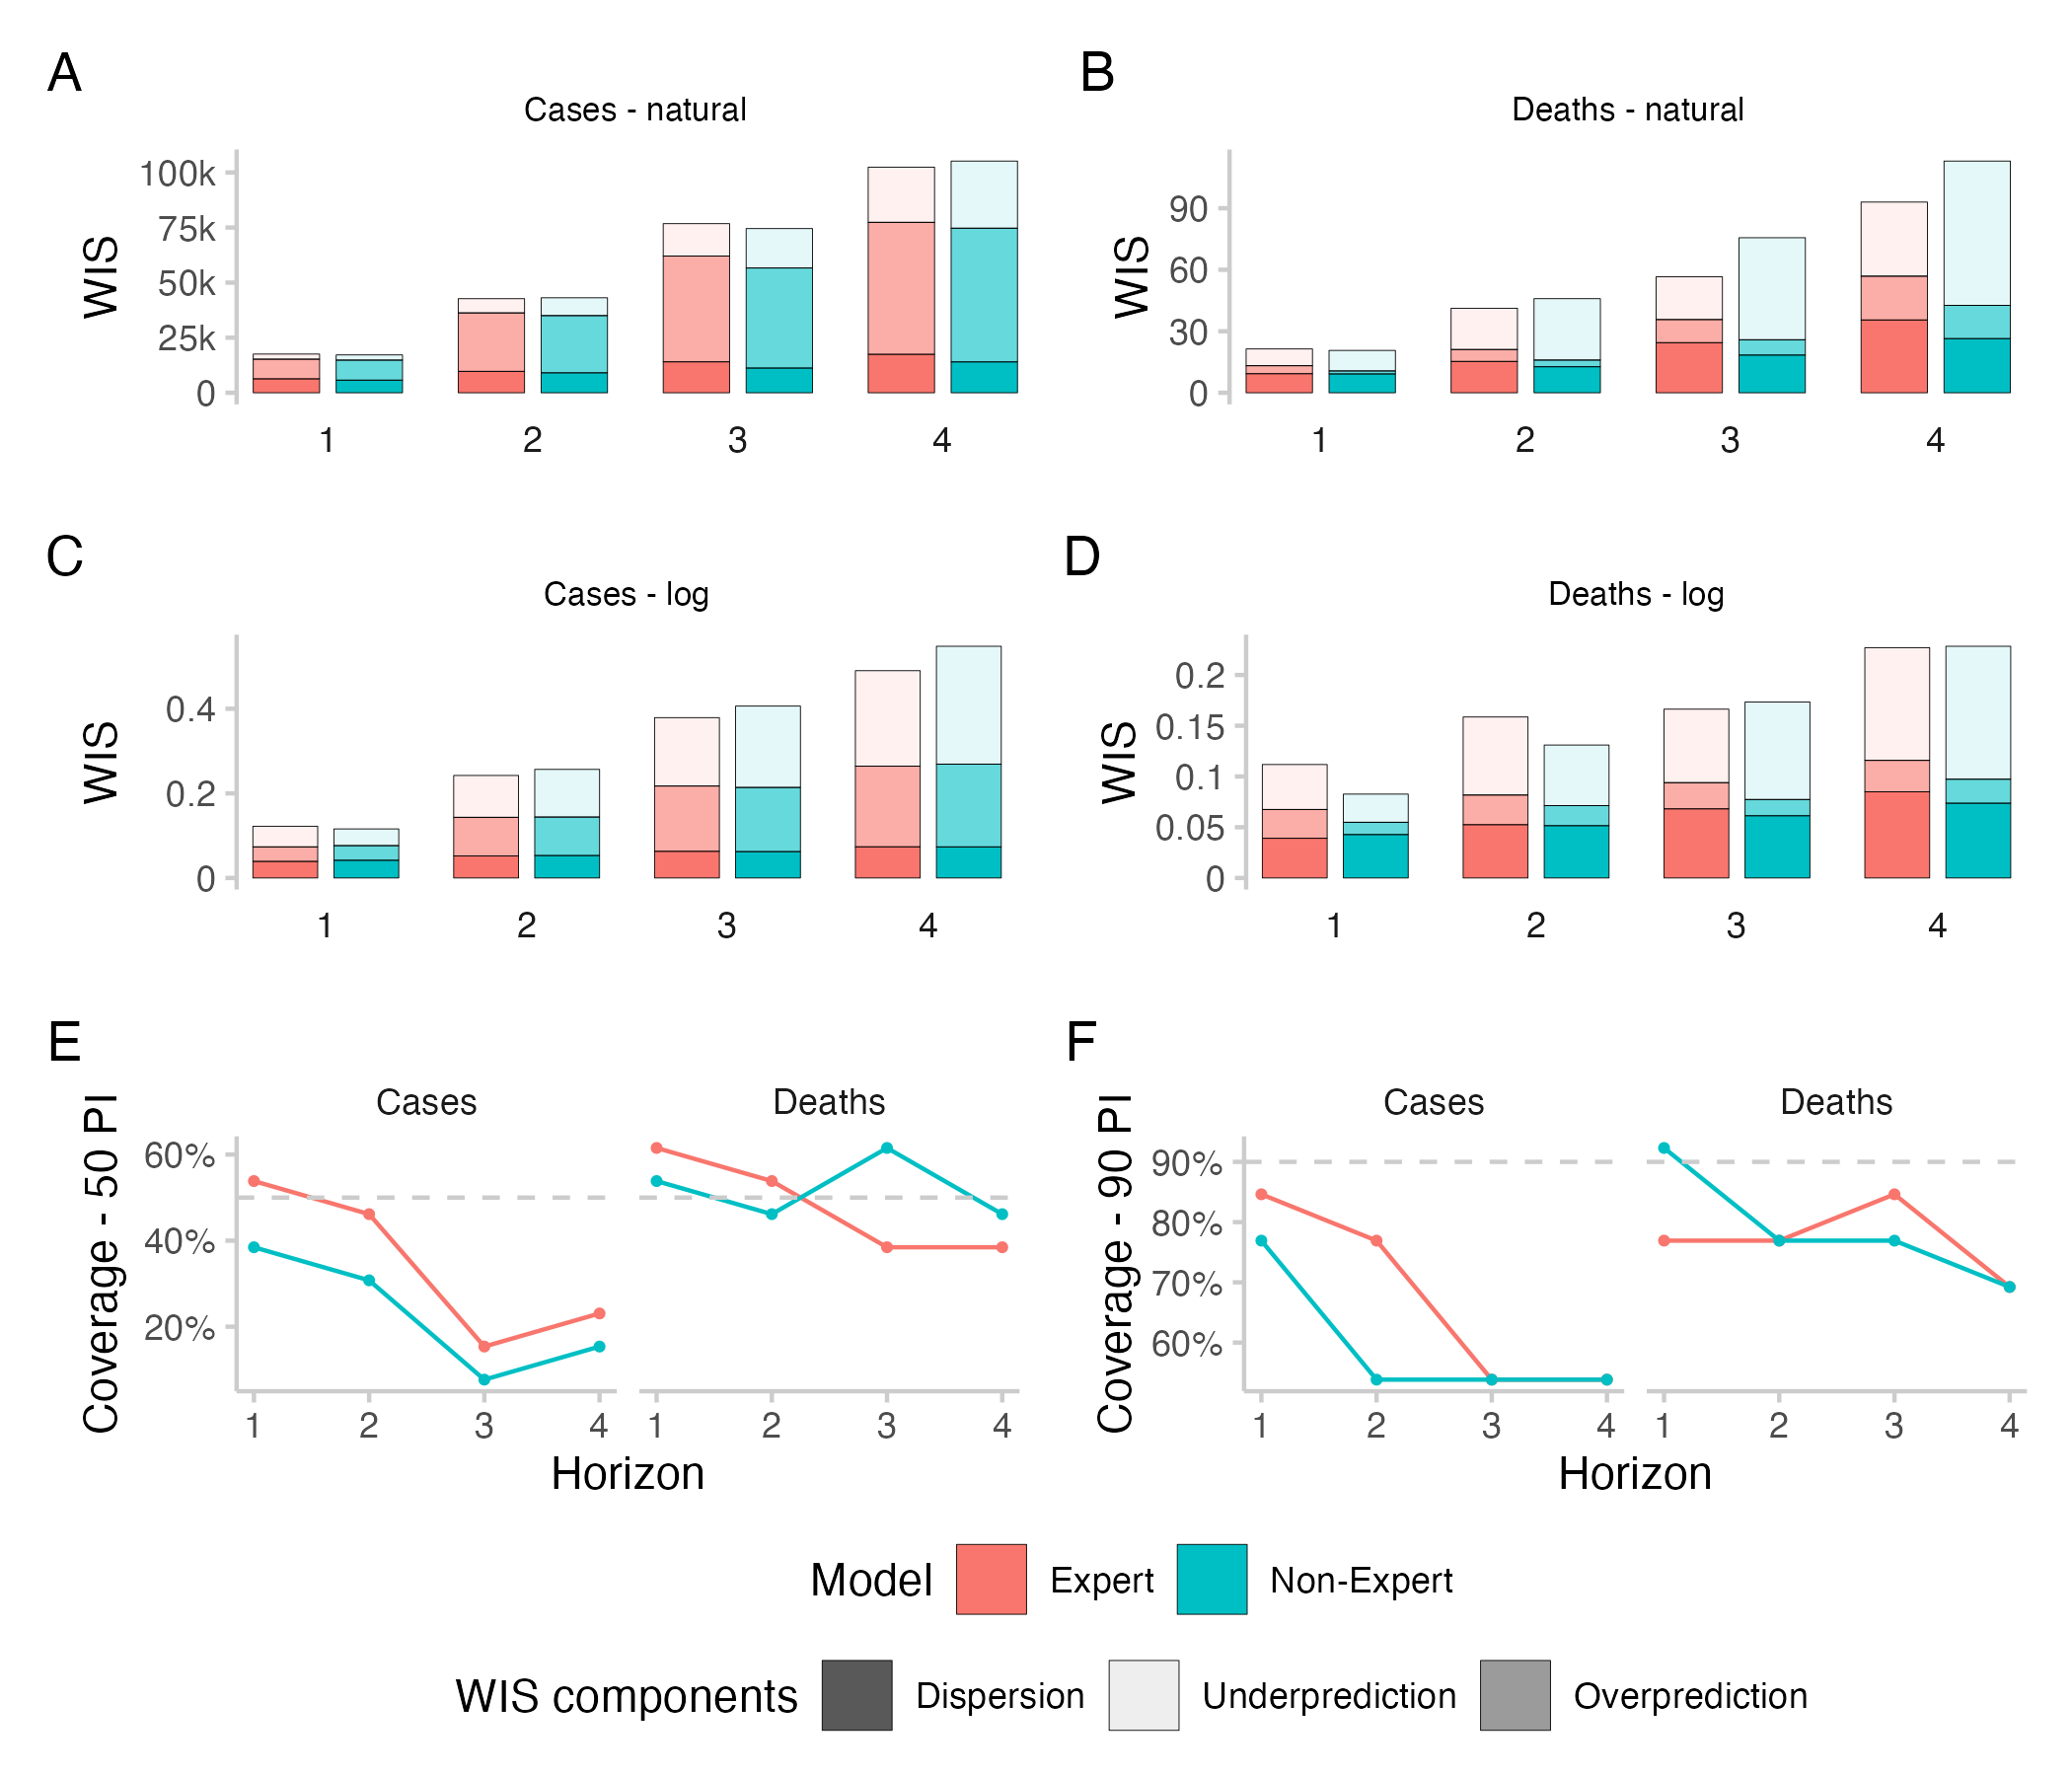 A
Cases - natural
WIS
100k
75k
50k
25k
0
1 2 3 4
B
Deaths - natural
WIS
90
60
30
0
1 2 3 4
C
Cases - log
WIS
0.4
0.2
0
1 2 3 4
D
Deaths - log
WIS
0.2
0.15
0.1
0.05
0
1 2 3 4
E
Cases Deaths
Coverage - 50 PI
60%
40%
20%
1 2 3 4 1 2 3 4
Horizon
F
Cases Deaths
Coverage - 90 PI
90%
80%
70%
60%
1 2 3 4 1 2 3 4
Horizon
Model Expert Non-Expert
WIS components Dispersion Underprediction Overprediction